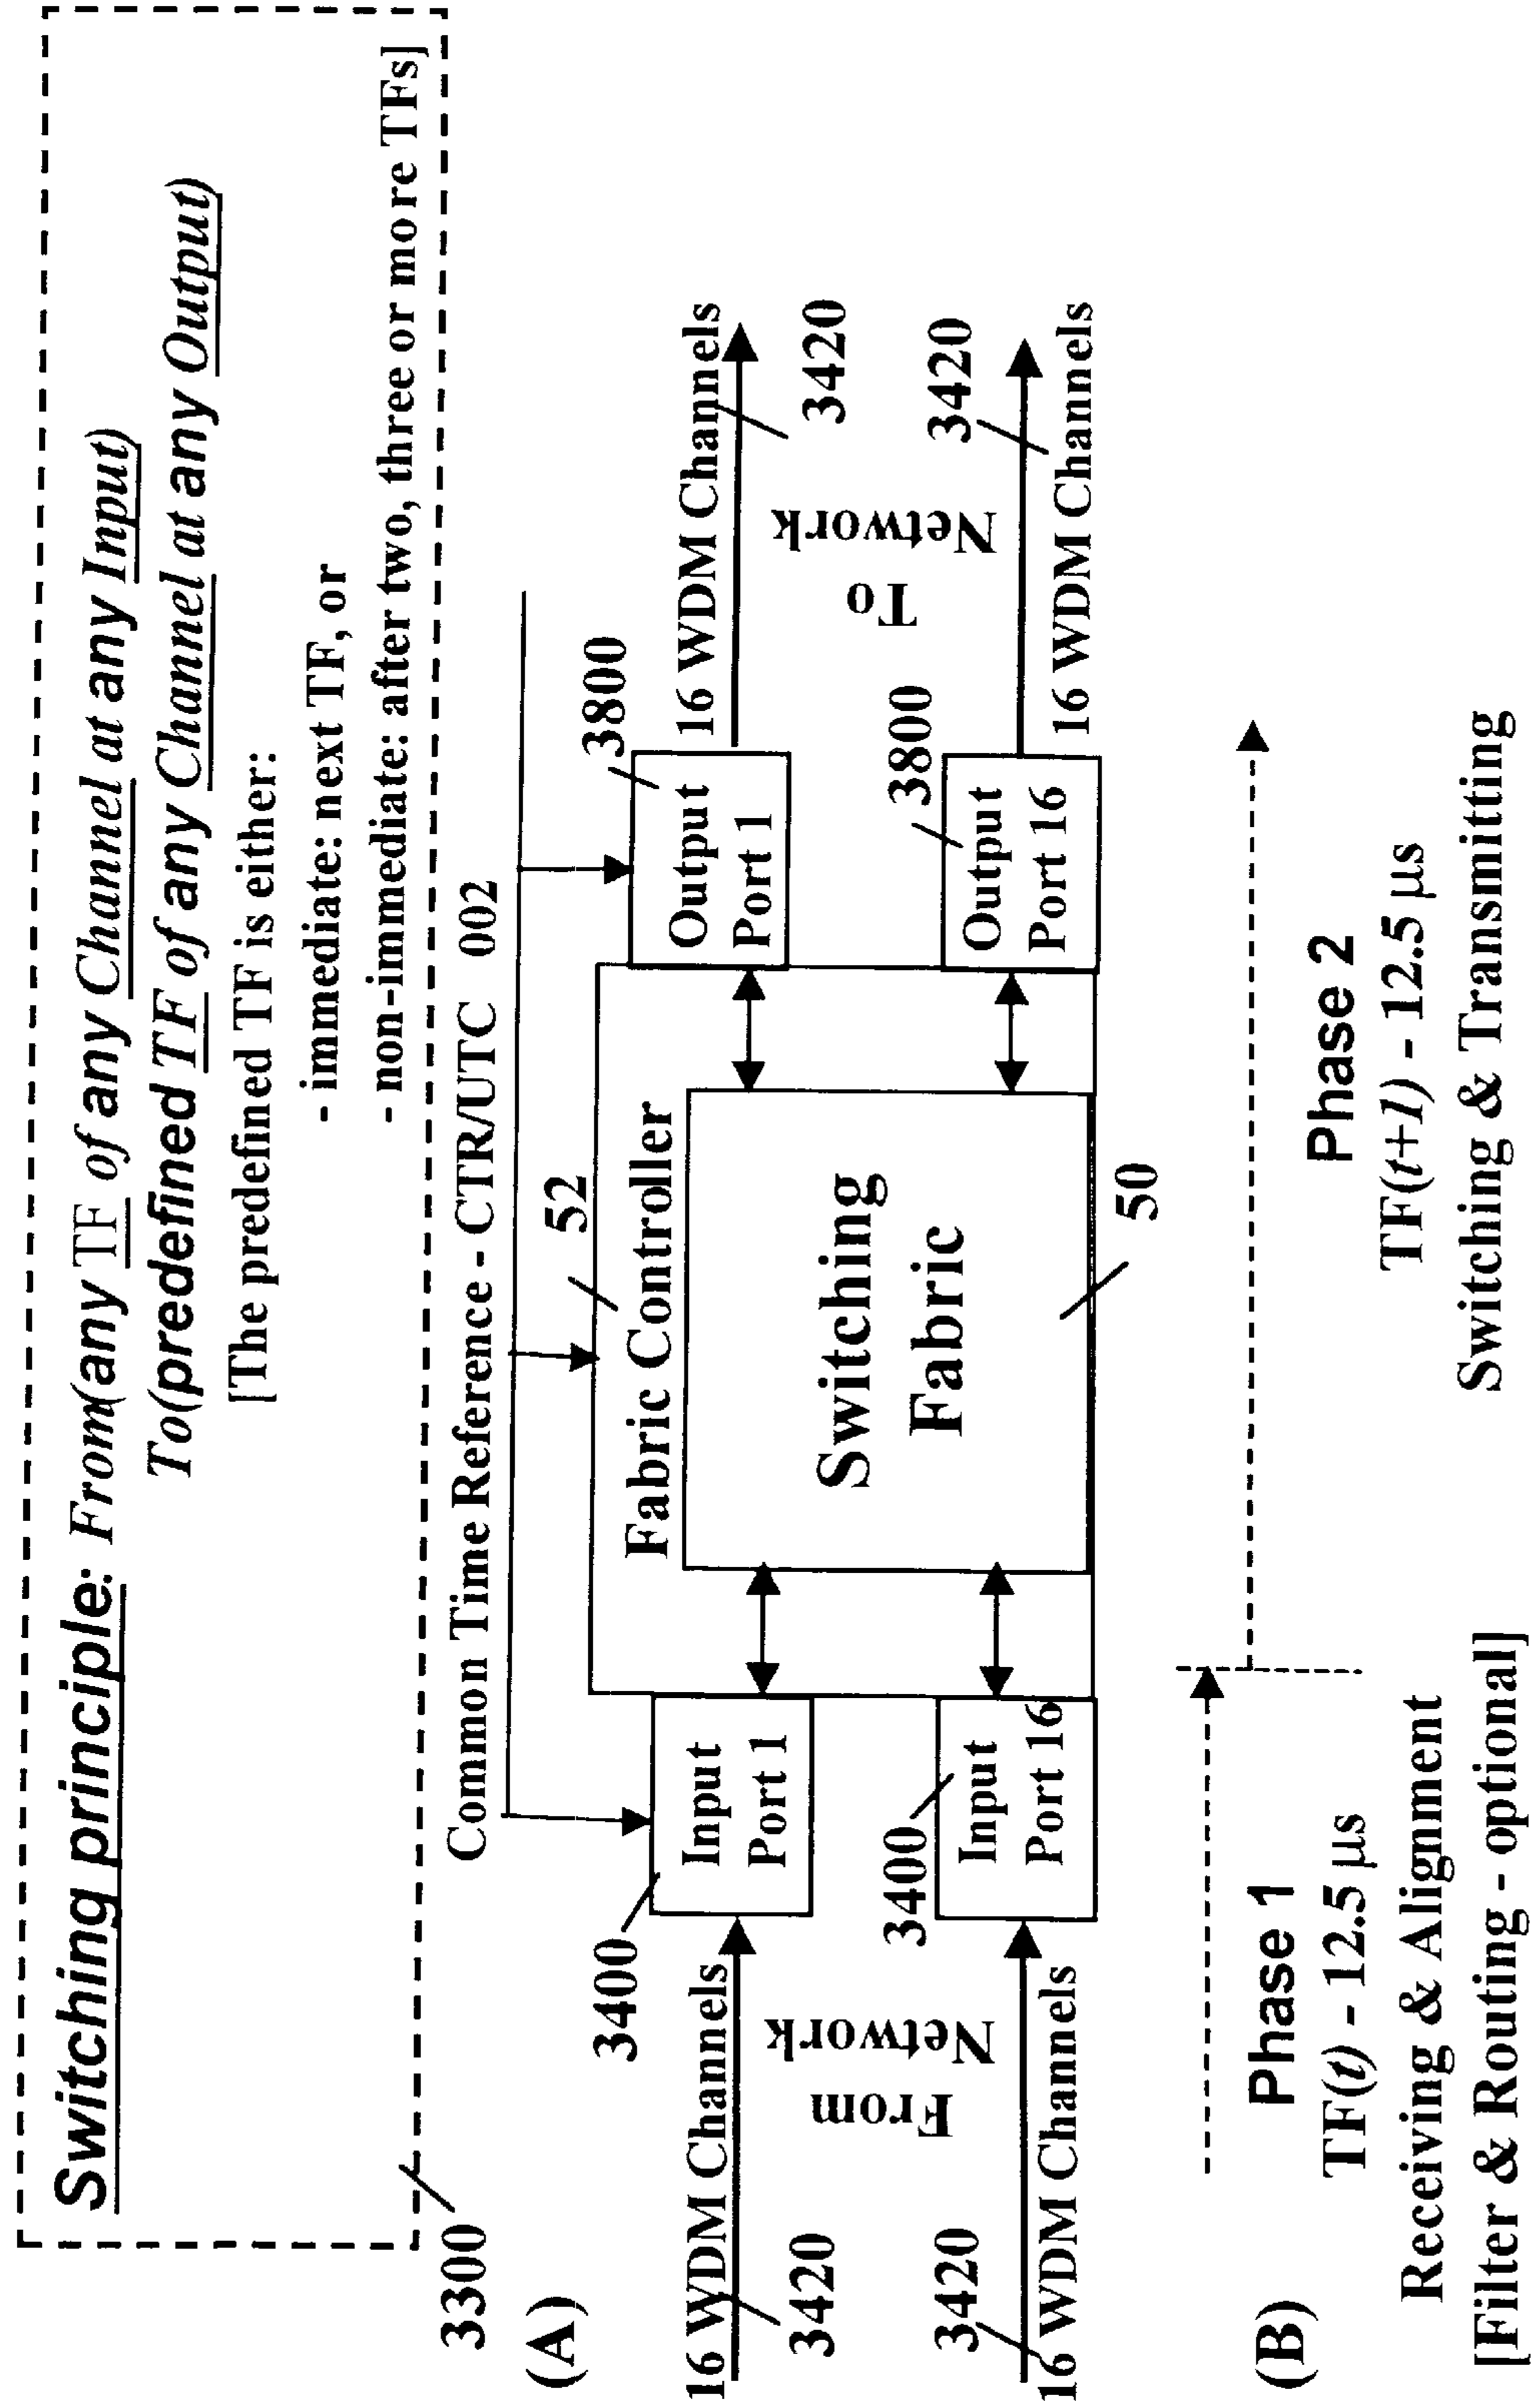 Switching principle: From(any TF of any Channel at any Input)
To(predefined TF of any Channel at any Output)
[The predefined TF is either:
- immediate: next TF, or
- non-immediate: after two, three or more TFs]
3300
(A)
Common Time Reference - CTR/UTC 002
52
3400
3800
16 WDM Channels
3420
Input
Port 1
Fabric Controller
Output
Port 1
16 WDM Channels
3420
From
Network
Switching
Fabric
To
Network
3400
3800
3420
16 WDM Channels
Input
Port 16
Output
Port 16
3420
16 WDM Channels
50
(B)
Phase 1
TF(t) - 12.5 μs
Receiving & Alignment
[Filter & Routing - optional]
Phase 2
TF(t+1) - 12.5 μs
Switching & Transmitting